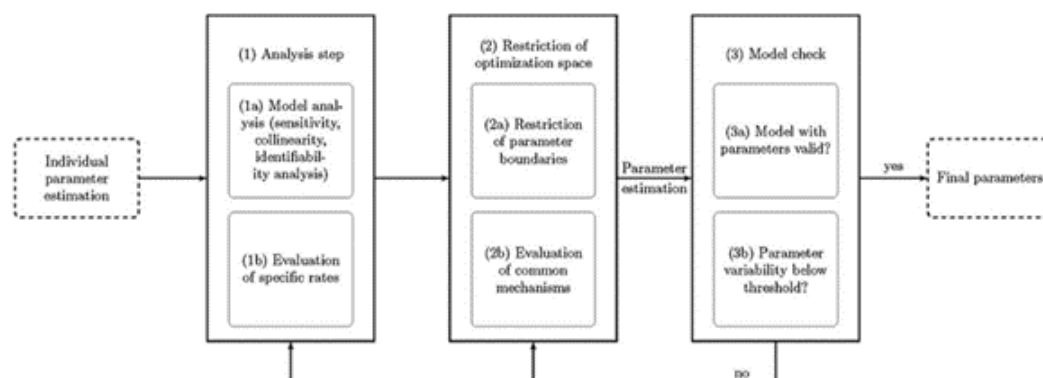 Individual
parameter
estimation
(1) Analysis step
(1a) Model anal-
ysis (sensitivity,
collinearity,
identifiabil-
ity analysis)
(1b) Evaluation
of specific rates
(2) Restriction of
optimization space
(2a) Restriction
of parameter
boundaries
(2b) Evaluation
of common
mechanisms
Parameter
estimation
(3) Model check
(3a) Model with
parameters valid?
(3b) Parameter
variability below
threshold?
yes
Final parameters
no